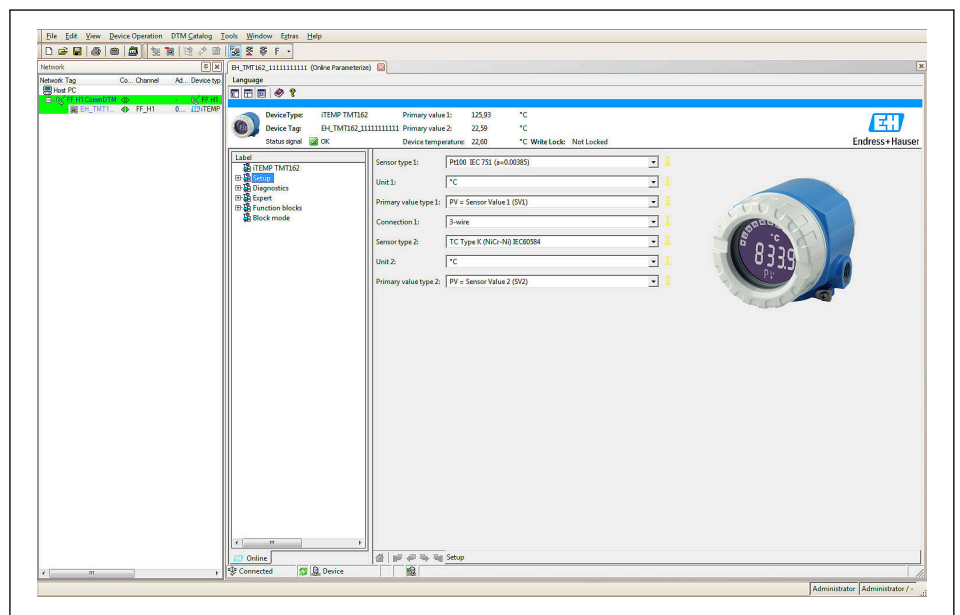 File Edit View Device Operation DTM Catalog Tools Window Extras Help
F
Network
EH_TMT162_11111111111 (Online Parameterize)
Network Tag Co... Channel Ad... Device typ.
Language
Host PC
FF H1 CommDTM - FF H1
EH_TMT1... FF_H1 0... iTEMP
DeviceType: iTEMP TMT162 Primary value 1: 125,93 °C
Device Tag: EH_TMT162_11111111111 Primary value 2: 22,59 °C
Status signal OK Device temperature: 22,60 °C Write Lock: Not Locked
EH
Endress+Hauser
Label
iTEMP TMT162
Setup
Diagnostics
Expert
Function blocks
Block mode
Sensor type 1: Pt100 IEC 751 (a=0.00385)
Unit 1: °C
Primary value type 1: PV = Sensor Value 1 (SV1)
Connection 1: 3-wire
Sensor type 2: TC Type K (NiCr-Ni) IEC60584
Unit 2: °C
Primary value type 2: PV = Sensor Value 2 (SV2)
°C
833.9
PV
Online
Setup
Connected Device
Administrator Administrator / -